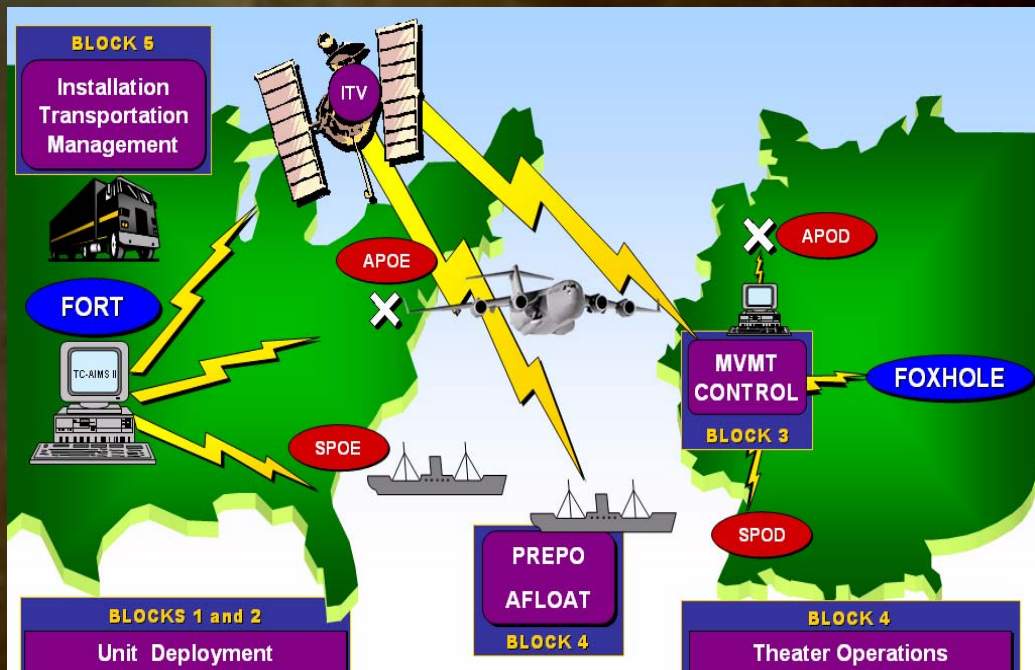 BLOCK 5
Installation
Transportation
Management
ITV
APOE
APOD
FORT
TC-AIMS II
MVMT
CONTROL
BLOCK 3
FOXHOLE
SPOE
SPOD
PREPO
AFLOAT
BLOCK 4
BLOCKS 1 and 2
Unit Deployment
BLOCK 4
Theater Operations